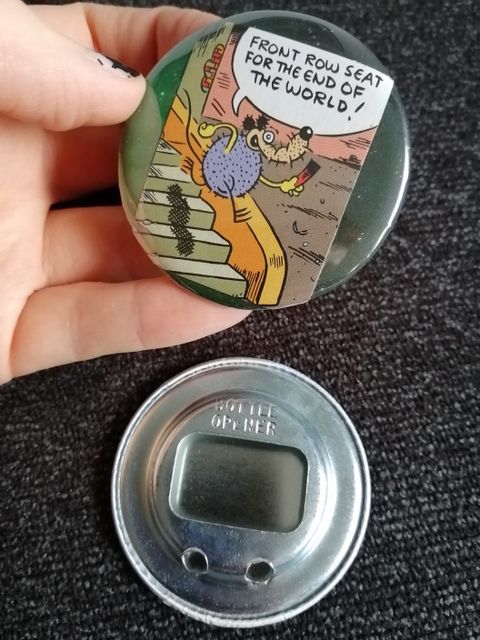 FRONT ROW SEAT
FOR THE END OF
THE WORLD!
BOTTLE
OPENER